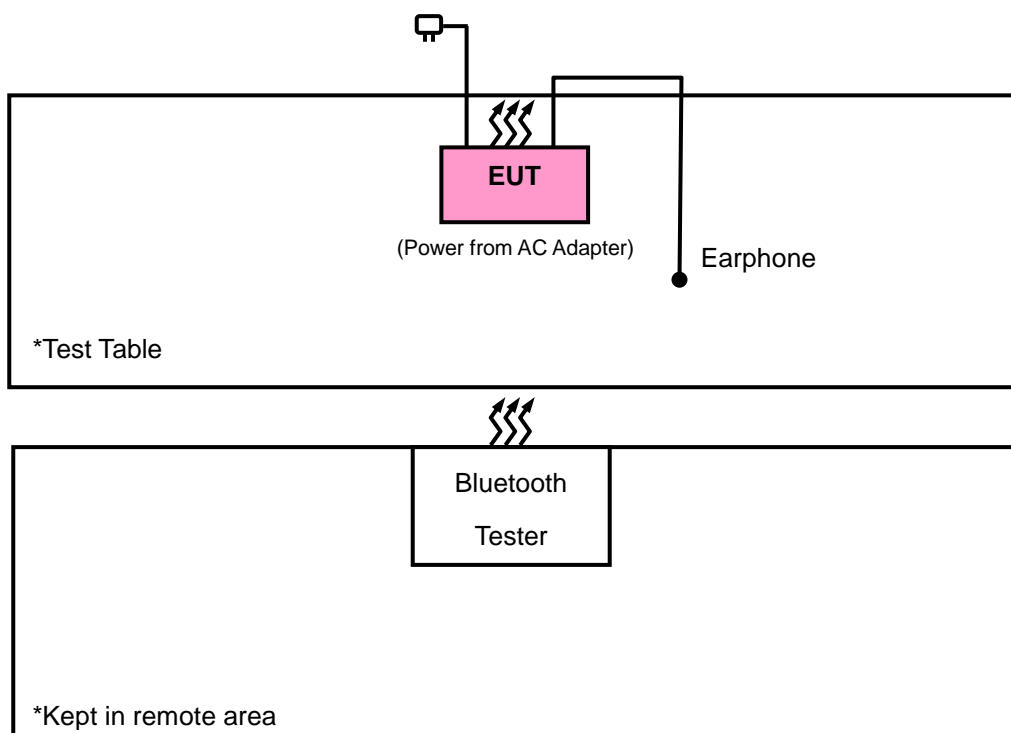 EUT
(Power from AC Adapter)
Earphone
*Test Table
Bluetooth
Tester
*Kept in remote area